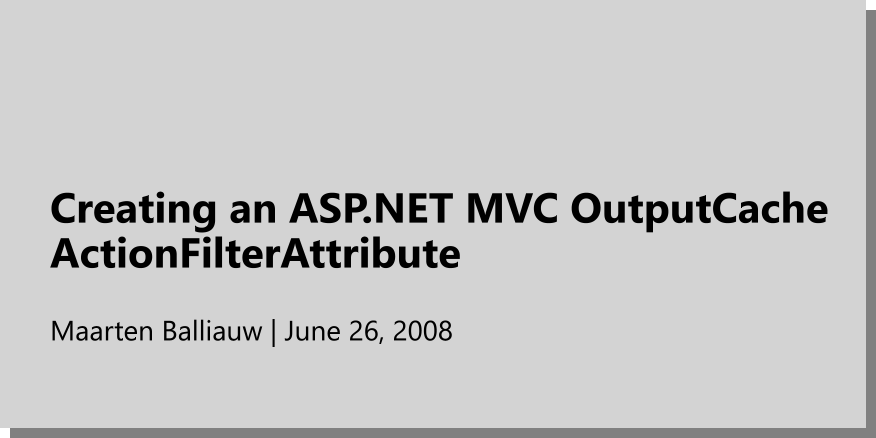 Creating an ASP.NET MVC OutputCache
ActionFilterAttribute
Maarten Balliauw | June 26, 2008